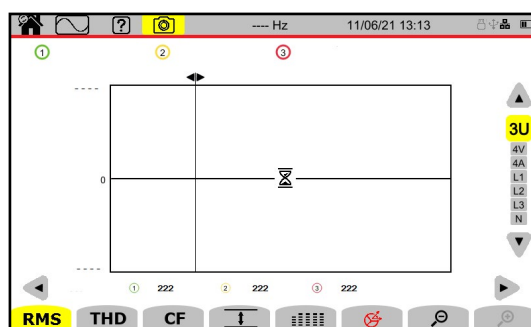 ? ---- Hz 11/06/21 13:13
1 2 3
----
3U
4V
4A
L1
L2
L3
N
0
----
1 222 2 222 3 222
RMS THD CF